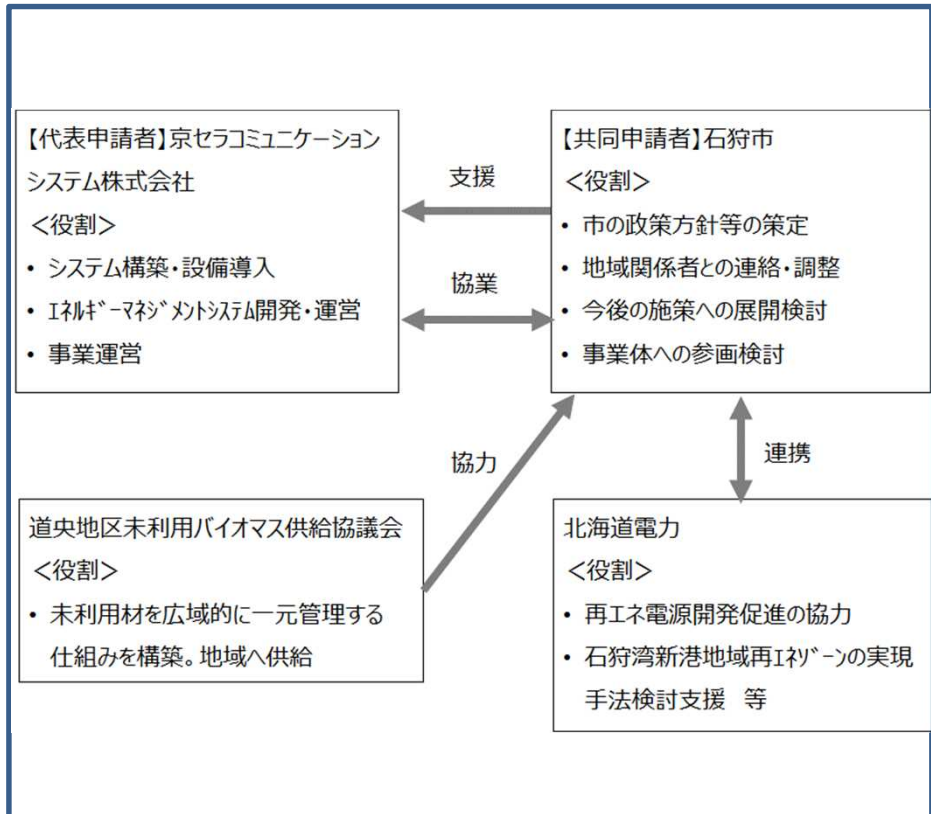 【代表申請者】京セラコミュニケーション
システム株式会社
＜役割＞
• システム構築・設備導入
• ｴﾈﾙｷﾞｰﾏﾈｼﾞﾒﾝﾄｼｽﾃﾑ開発・運営
• 事業運営
支援
協業
【共同申請者】石狩市
＜役割＞
• 市の政策方針等の策定
• 地域関係者との連絡・調整
• 今後の施策への展開検討
• 事業体への参画検討
協力
連携
道央地区未利用バイオマス供給協議会
＜役割＞
• 未利用材を広域的に一元管理する
仕組みを構築。地域へ供給
北海道電力
＜役割＞
• 再エネ電源開発促進の協力
• 石狩湾新港地域再ｴﾈｿﾞｰﾝの実現
手法検討支援　等